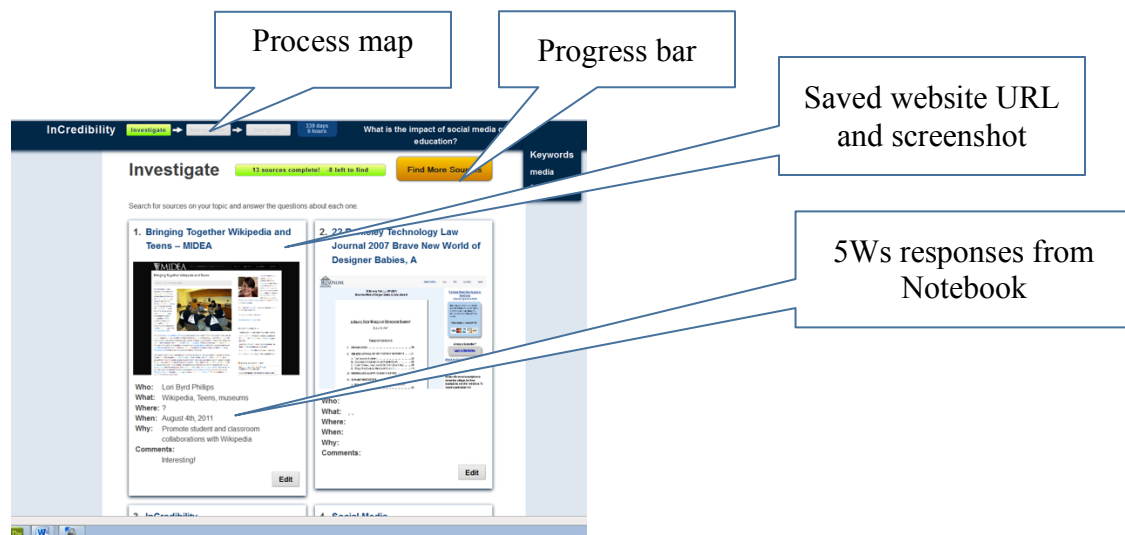 Process map
Progress bar
Saved website URL
and screenshot
5Ws responses from
Notebook
InCredibility
Investigate
339 days
6 hours
What is the impact of social media o
education?
Keywords
media
Investigate
13 sources complete! -8 left to find
Find More Sources
Search for sources on your topic and answer the questions about each one.
1. Bringing Together Wikipedia and
Teens – MIDEA
MIDEA
Who: Lori Byrd Phillips
What: Wikipedia, Teens, museums
Where: ?
When: August 4th, 2011
Why: Promote student and classroom
collaborations with Wikipedia
Comments:
Interesting!
Edit
2. 22 Berkeley Technology Law
Journal 2007 Brave New World of
Designer Babies, A
Who:
What: , ,
Where:
When:
Why:
Comments:
Edit
3. InCredibility
4. Social Media